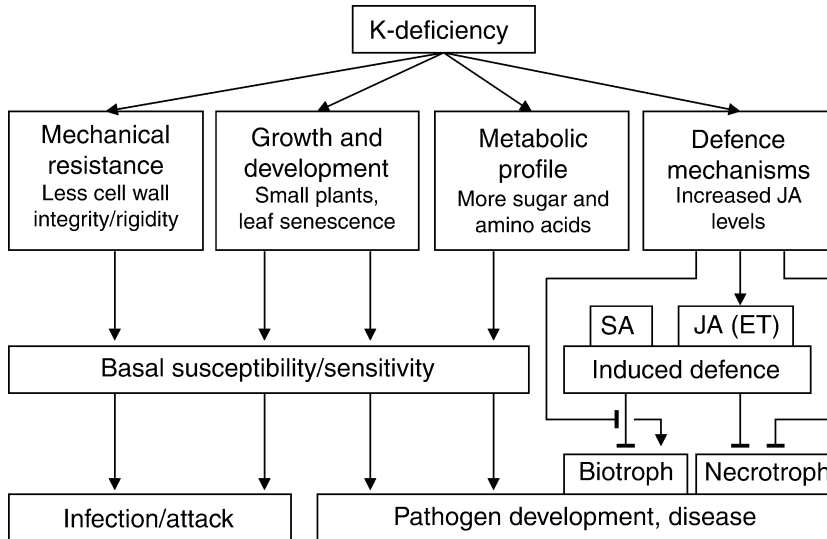 K-deficiency
Mechanical
resistance
Less cell wall
integrity/rigidity
Growth and
development
Small plants,
leaf senescence
Metabolic
profile
More sugar and
amino acids
Defence
mechanisms
Increased JA
levels
SA
JA (ET)
Basal susceptibility/sensitivity
Induced defence
Biotroph
Necrotroph
Infection/attack
Pathogen development, disease